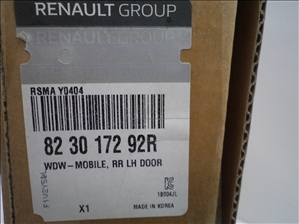 RENAULT GROUP
RSMA Y0404
82 30 172 92R
WDW-MOBILE, RR LH DOOR
X1
MADE IN KOREA